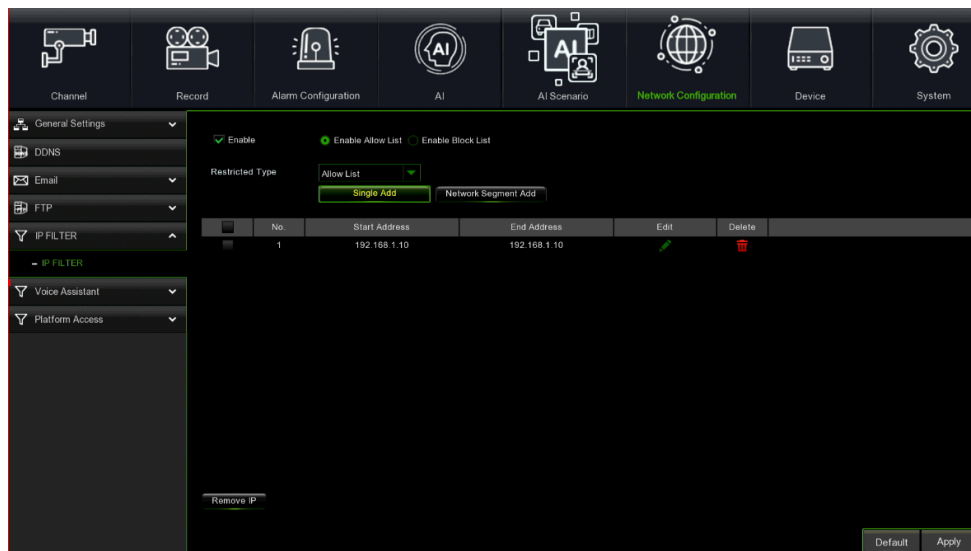 AI
AI
Channel Record Alarm Configuration AI AI Scenario Network Configuration Device System
General Settings
DDNS
Email
FTP
IP FILTER
IP FILTER
Voice Assistant
Platform Access
Enable Enable Allow List Enable Block List
Restricted Type Allow List
Single Add Network Segment Add
No. Start Address End Address Edit Delete
1 192.168.1.10 192.168.1.10
Remove IP
Default Apply